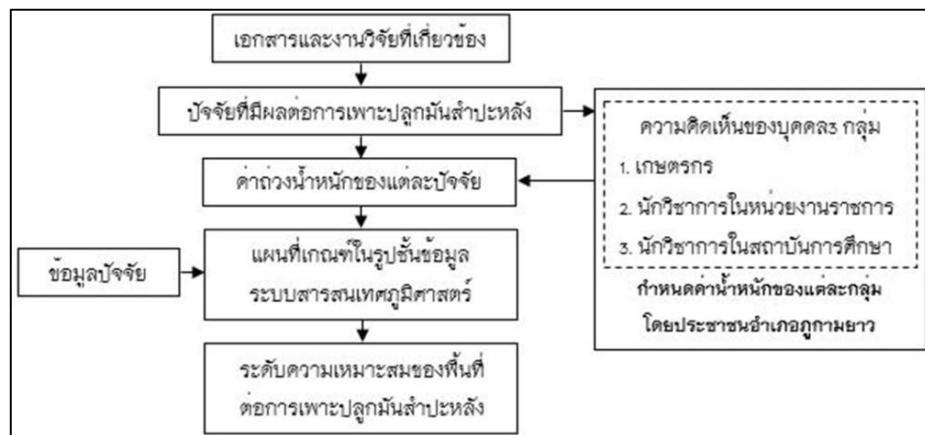 เอกสารและงานวิจัยที่เกี่ยวข้อง
ปัจจัยที่มีผลต่อการเพาะปลูกมันสำปะหลัง
ความคิดเห็นของบุคคล3 กลุ่ม
1. เกษตรกร
2. นักวิชาการในหน่วยงานราชการ
3. นักวิชาการในสถาบันการศึกษา
กำหนดค่าน้ำหนักของแต่ละกลุ่ม
โดยประชาชนอำเภอภูกามยาว
ค่าถ่วงน้ำหนักของแต่ละปัจจัย
ข้อมูลปัจจัย
แผนที่เกณฑ์ในรูปชั้นข้อมูล
ระบบสารสนเทศภูมิศาสตร์
ระดับความเหมาะสมของพื้นที่
ต่อการเพาะปลูกมันสำปะหลัง